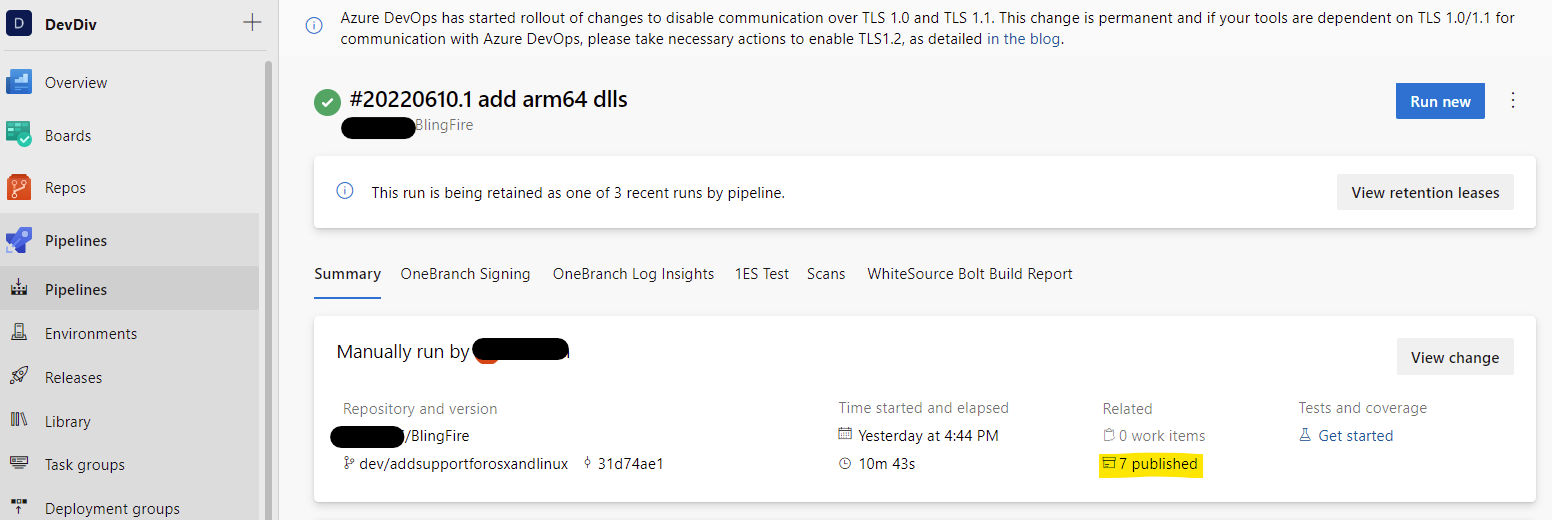 D DevDiv +
Azure DevOps has started rollout of changes to disable communication over TLS 1.0 and TLS 1.1. This change is permanent and if your tools are dependent on TLS 1.0/1.1 for
communication with Azure DevOps, please take necessary actions to enable TLS1.2, as detailed in the blog.
Overview
Boards
Repos
Pipelines
Pipelines
Environments
Releases
Library
Task groups
Deployment groups
#20220610.1 add arm64 dlls
BlingFire
Run new
This run is being retained as one of 3 recent runs by pipeline.
View retention leases
Summary OneBranch Signing OneBranch Log Insights 1ES Test Scans WhiteSource Bolt Build Report
Manually run by
View change
Repository and version
/BlingFire
dev/addsupportforosxandlinux 31d74ae1
Time started and elapsed
Yesterday at 4:44 PM
10m 43s
Related
0 work items
7 published
Tests and coverage
Get started